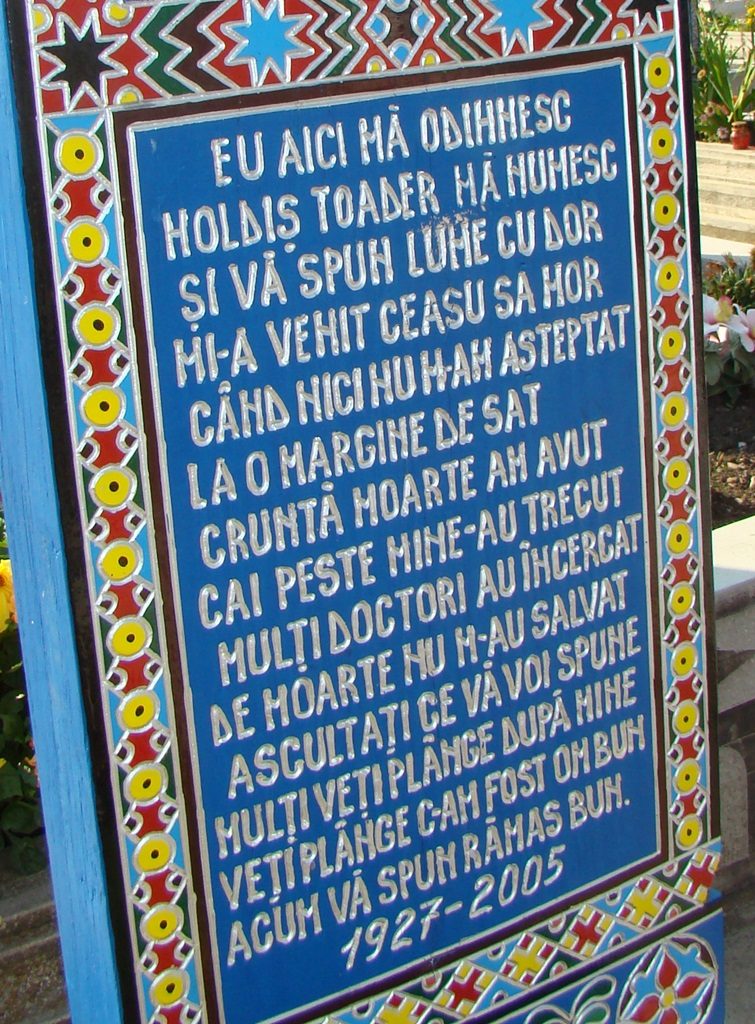 EU AICI MĂ ODIHNESC
HOLDIȘ TOADER MĂ NUMESC
ȘI VĂ SPUN LUME CU DOR
MI-A VENIT CEASU SA MOR
CÂND NICI NU M-AM ASTEPTAT
LA O MARGINE DE SAT
CRUNTĂ MOARTE AM AVUT
CAI PESTE MINE-AU TRECUT
MULȚI DOCTORI AU ÎNCERCAT
DE MOARTE NU M-AU SALVAT
ASCULTAȚI CE VĂ VOI SPUNE
MULȚI VEȚI PLÂNGE DUPĂ MINE
VEȚI PLÂNGE C-AM FOST OM BUN
ACUM VĂ SPUN RĂMAS BUN.
1927-2005